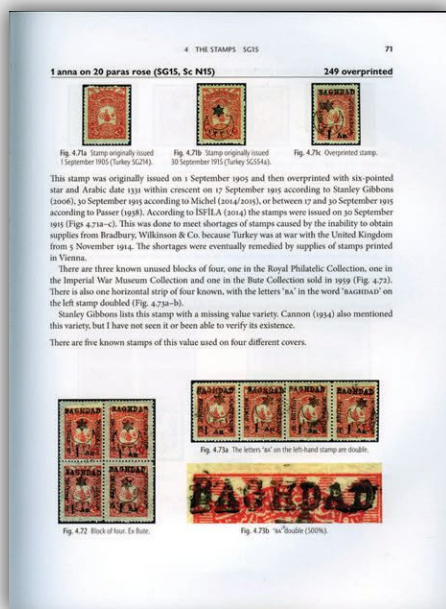 4 THE STAMPS SG15 71
1 anna on 20 paras rose (SG15, Sc N15) 249 overprinted
Fig. 4.71a Stamp originally issued
1 September 1905 (Turkey SG214).
Fig. 4.71b Stamp originally issued
30 September 1915 (Turkey SG554a).
BAGHDAD
1 An.
Fig. 4.71c Overprinted stamp.
This stamp was originally issued on 1 September 1905 and then overprinted with six-pointed
star and Arabic date 1331 within crescent on 17 September 1915 according to Stanley Gibbons
(2006), 30 September 1915 according to Michel (2014/2015), or between 17 and 30 September 1915
according to Passer (1938). According to İSFİLA (2014) the stamps were issued on 30 September
1915 (Figs 4.71a–c). This was done to meet shortages of stamps caused by the inability to obtain
supplies from Bradbury, Wilkinson & Co. because Turkey was at war with the United Kingdom
from 5 November 1914. The shortages were eventually remedied by supplies of stamps printed
in Vienna.
There are three known unused blocks of four, one in the Royal Philatelic Collection, one in
the Imperial War Museum Collection and one in the Bute Collection sold in 1959 (Fig. 4.72).
There is also one horizontal strip of four known, with the letters 'BA' in the word 'BAGHDAD' on
the left stamp doubled (Fig. 4.73a–b).
Stanley Gibbons lists this stamp with a missing value variety. Cannon (1934) also mentioned
this variety, but I have not seen it or been able to verify its existence.
There are five known stamps of this value used on four different covers.
BAGHDAD BAGHDAD
BAGHDAD BAGHDAD
Fig. 4.72 Block of four. Ex Bute.
BAGHDAD BAGHDAD BAGHDAD BAGHDAD
Fig. 4.73a The letters 'BA' on the left-hand stamp are double.
BAGHDAD
Fig. 4.73b 'BA' double (500%).